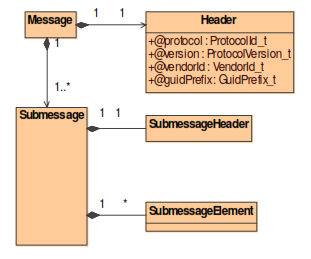 Message
1
1
Header
+@protocol : ProtocolId_t
+@version : ProtocolVersion_t
+@vendorId : VendorId_t
+@guidPrefix : GuidPrefix_t
1
1..*
Submessage
1
1
SubmessageHeader
1
*
SubmessageElement